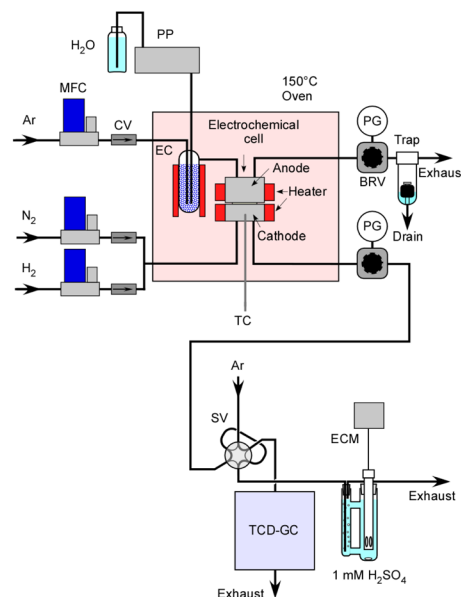 H2O
PP
MFC
150°C
Oven
Ar
CV
EC
Electrochemical
cell
PG
Trap
Anode
Exhaus
BRV
Heater
N2
Cathode
PG
Drain
H2
TC
Ar
SV
ECM
Exhaust
TCD-GC
1 mM H2SO4
Exhaust